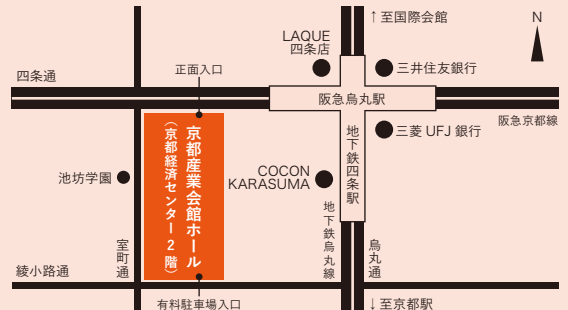 ↑至国際会館
N
LAQUE
四条店
三井住友銀行
正面入口
四条通
阪急烏丸駅
阪急京都線
三菱 UFJ 銀行
地下鉄四条駅
京都産業会館ホール
（京都経済センター2階）
池坊学園
COCON
KARASUMA
地下鉄烏丸線
烏丸通
室町通
綾小路通
有料駐車場入口
↓至京都駅